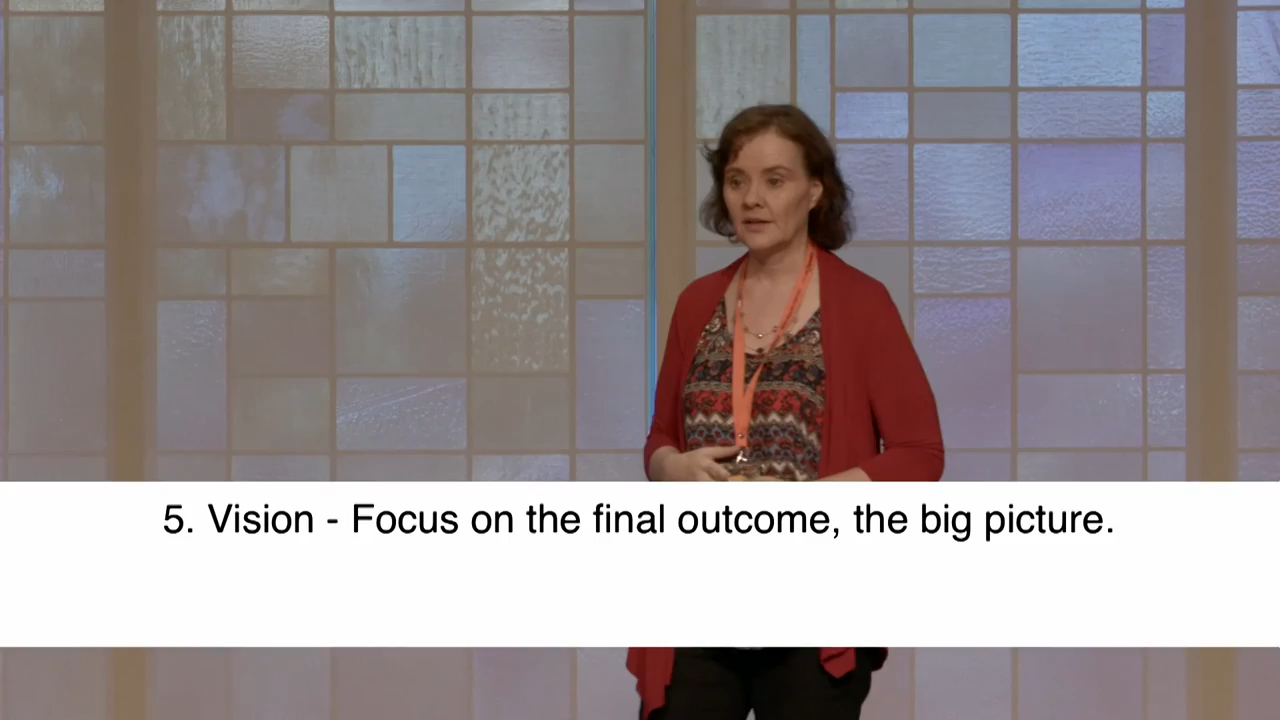 5. Vision - Focus on the final outcome, the big picture.